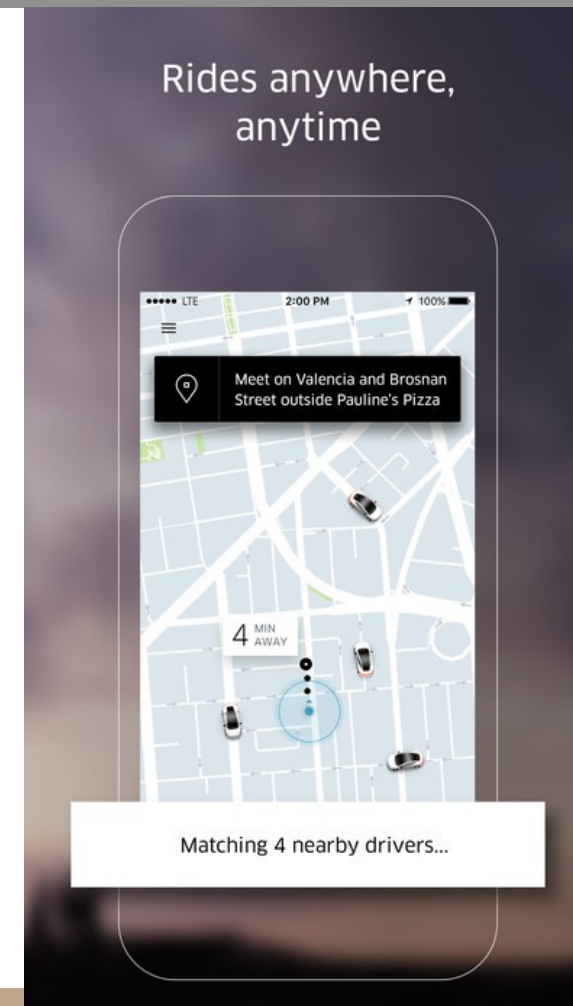 Rides anywhere,
anytime
LTE
2:00 PM
100%
Meet on Valencia and Brosnan
Street outside Pauline's Pizza
4 MIN
AWAY
Matching 4 nearby drivers...